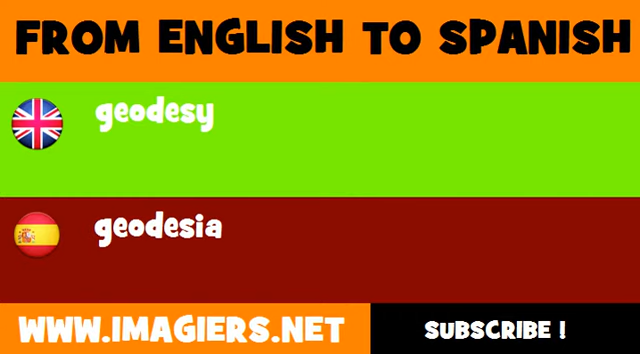 FROM ENGLISH TO SPANISH
geodesy
geodesia
WWW.IMAGIERS.NET
SUBSCRIBE !